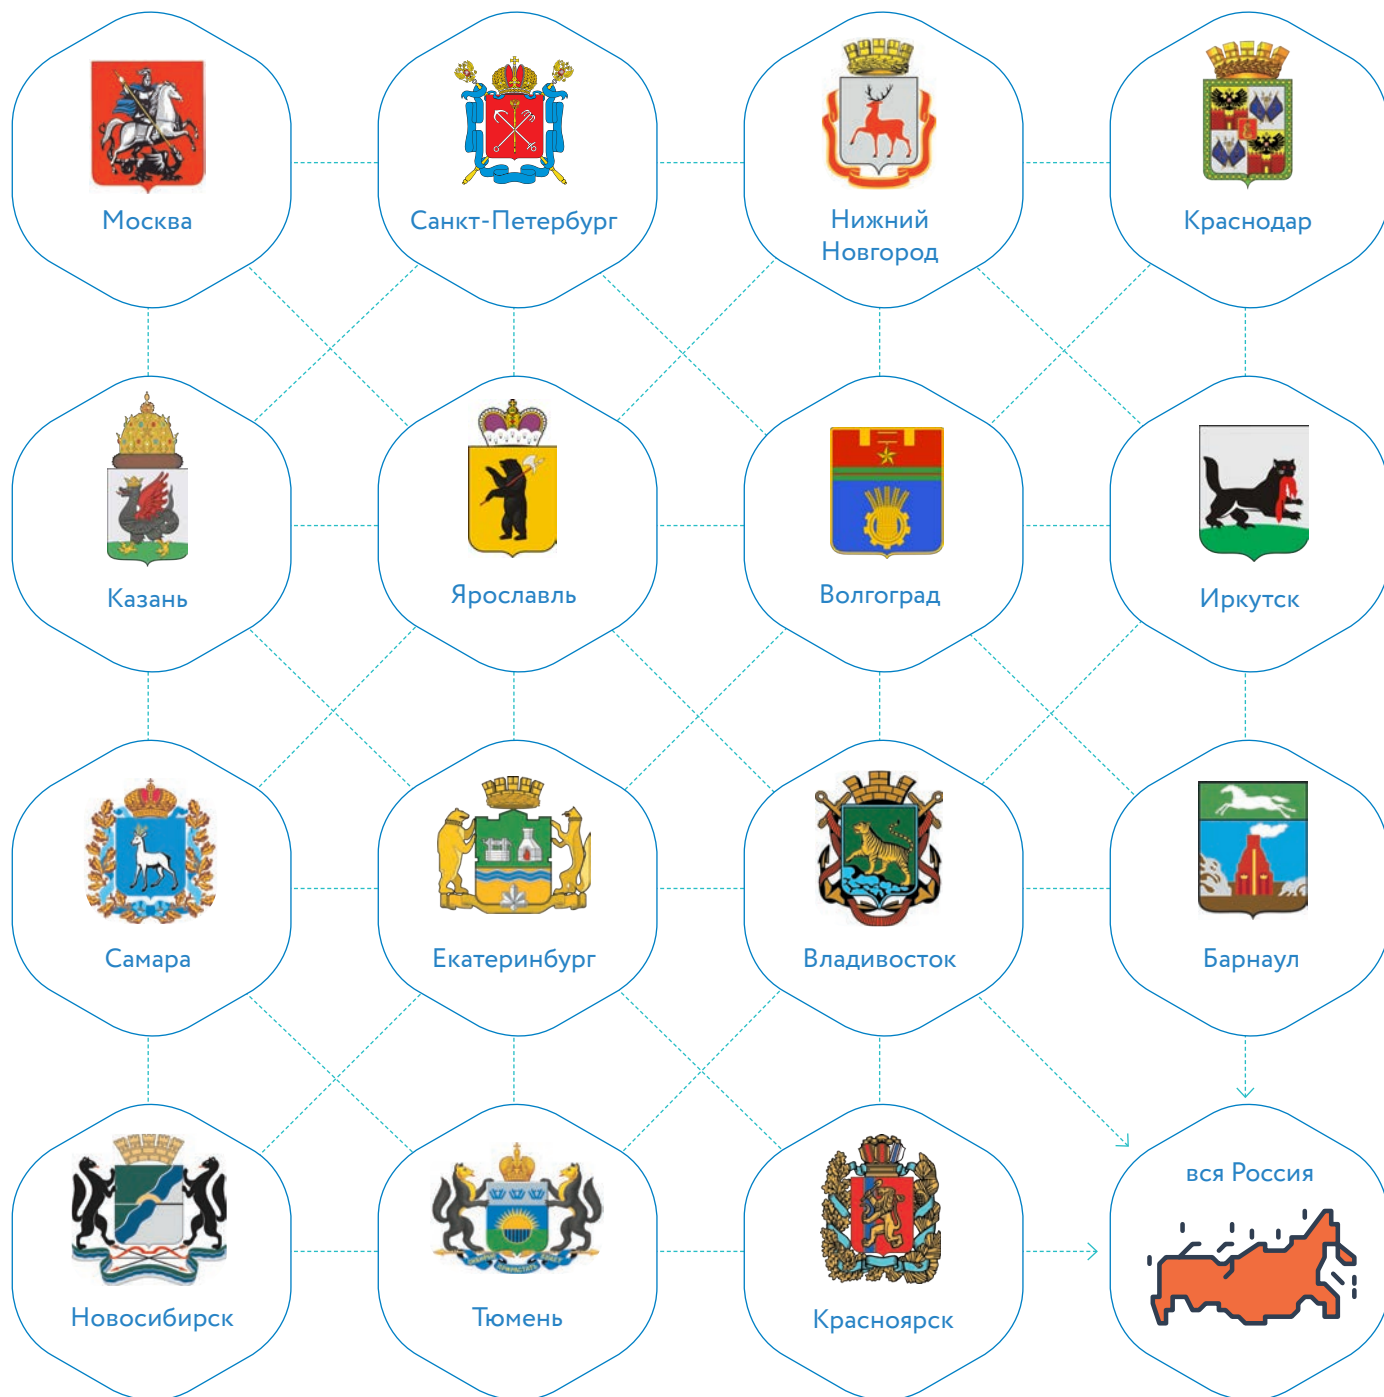 Москва
Санкт-Петербург
Нижний
Новгород
Краснодар
Казань
Ярославль
Волгоград
Иркутск
Самара
Екатеринбург
Владивосток
Барнаул
Новосибирск
Тюмень
Красноярск
вся Россия